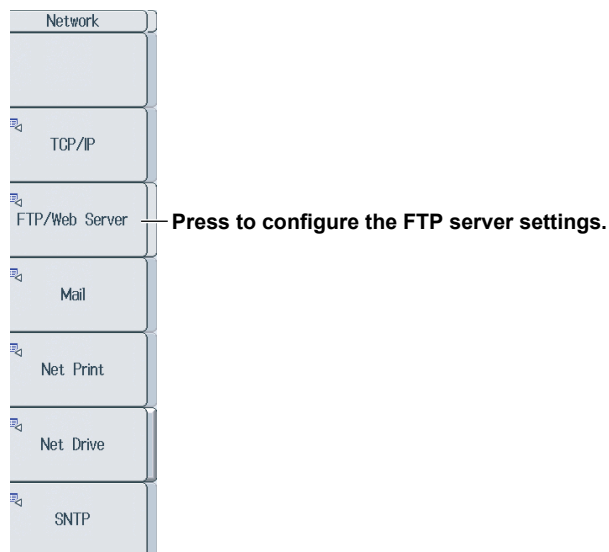 Network
TCP/IP
FTP/Web Server
Press to configure the FTP server settings.
Mail
Net Print
Net Drive
SNTP